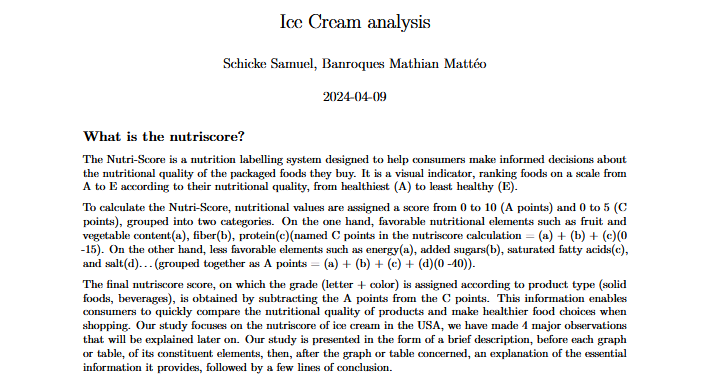 Ice Cream analysis
Schicke Samuel, Banroques Mathian Mattéo
2024-04-09
What is the nutriscore?
The Nutri-Score is a nutrition labelling system designed to help consumers make informed decisions about
the nutritional quality of the packaged foods they buy. It is a visual indicator, ranking foods on a scale from
A to E according to their nutritional quality, from healthiest (A) to least healthy (E).
To calculate the Nutri-Score, nutritional values are assigned a score from 0 to 10 (A points) and 0 to 5 (C
points), grouped into two categories. On the one hand, favorable nutritional elements such as fruit and
vegetable content(a), fiber(b), protein(c)(named C points in the nutriscore calculation = (a) + (b) + (c)(0
-15). On the other hand, less favorable elements such as energy(a), added sugars(b), saturated fatty acids(c),
and salt(d)…(grouped together as A points = (a) + (b) + (c) + (d)(0 -40)).
The final nutriscore score, on which the grade (letter + color) is assigned according to product type (solid
foods, beverages), is obtained by subtracting the A points from the C points. This information enables
consumers to quickly compare the nutritional quality of products and make healthier food choices when
shopping. Our study focuses on the nutriscore of ice cream in the USA, we have made 4 major observations
that will be explained later on. Our study is presented in the form of a brief description, before each graph
or table, of its constituent elements, then, after the graph or table concerned, an explanation of the essential
information it provides, followed by a few lines of conclusion.